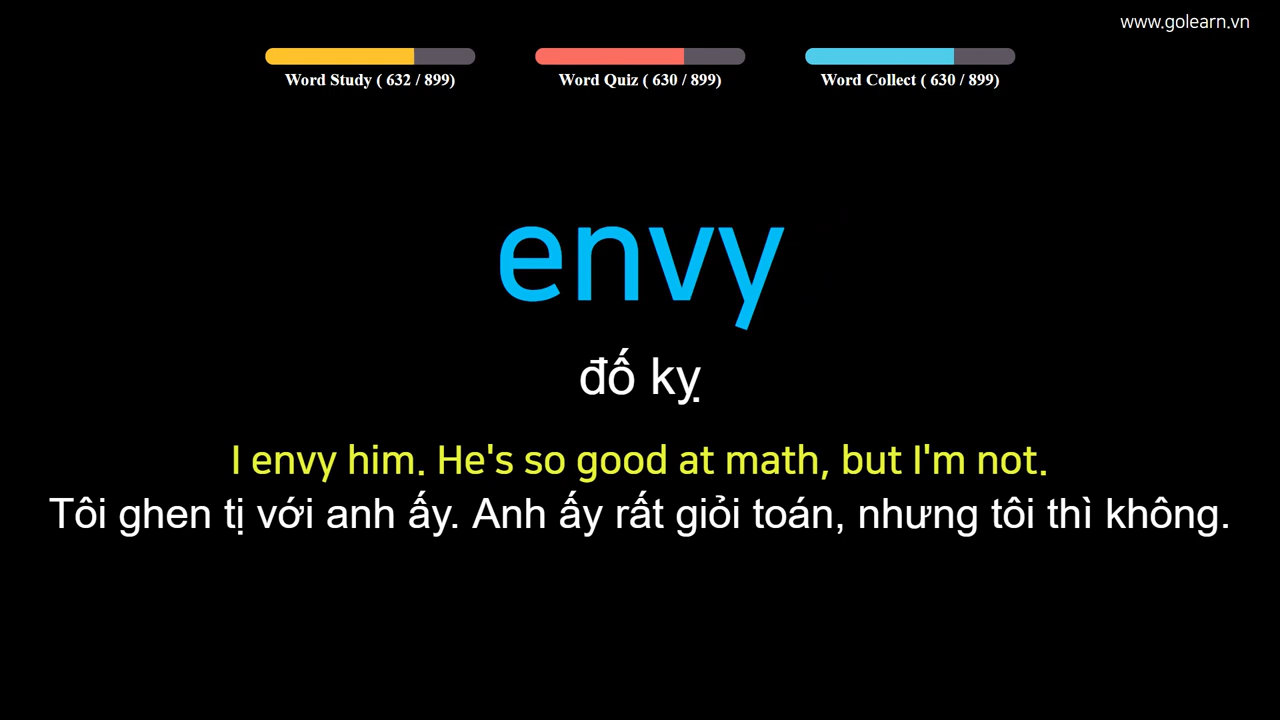 www.golearn.vn
Word Study ( 632 / 899)
Word Quiz ( 630 / 899)
Word Collect ( 630 / 899)
envy
đố kỵ
I envy him. He's so good at math, but I'm not.
Tôi ghen tị với anh ấy. Anh ấy rất giỏi toán, nhưng tôi thì không.